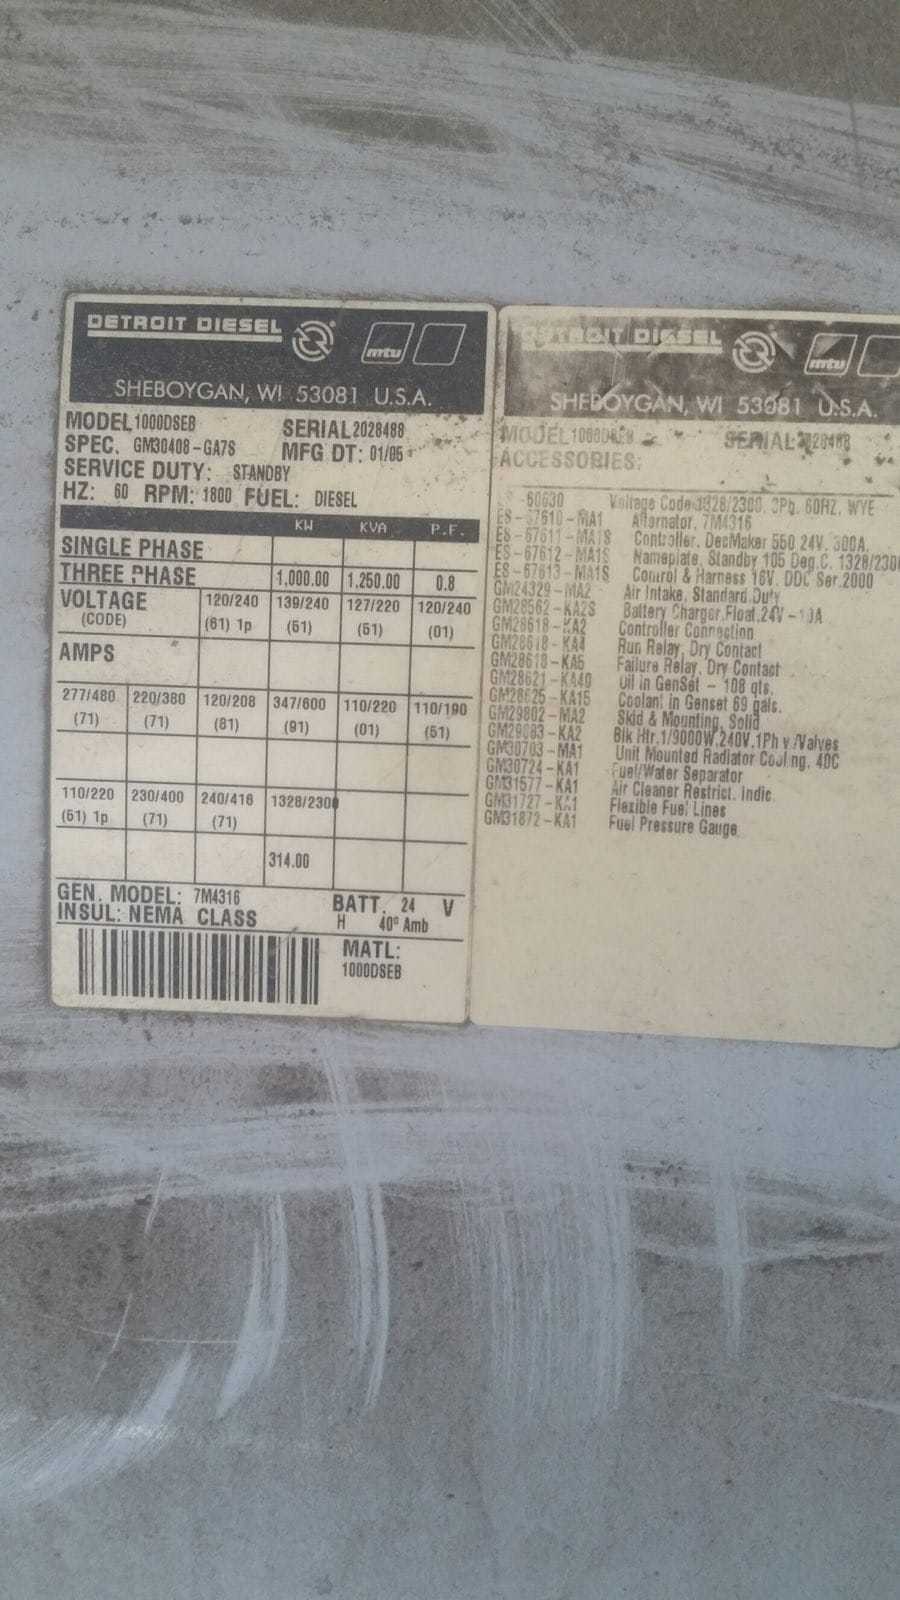 DETROIT DIESEL mtu
SHEBOYGAN, WI 53081 U.S.A.
MODEL 1000DSEB SERIAL 2028488
SPEC. GM30408-GA7S MFG DT: 01/05
SERVICE DUTY: STANDBY
HZ: 60 RPM: 1800 FUEL: DIESEL
KW KVA P.F.
SINGLE PHASE
THREE PHASE 1,000.00 1,250.00 0.8
VOLTAGE 120/240 139/240 127/220 120/240
(CODE) (61) 1p (51) (61) (01)
AMPS
277/480 220/380 120/208 347/600 110/220 110/190
(71) (71) (81) (91) (01) (61)
110/220 230/400 240/416 1328/2300
(61) 1p (71) (71)
314.00
GEN. MODEL: 7M4316 BATT. 24 V
INSUL: NEMA CLASS H 40º Amb
MATL:
1000DSEB
DETROIT DIESEL mtu
SHEBOYGAN, WI 53081 U.S.A.
MODEL SERIAL
ACCESSORIES:
60630 Voltage Code 1328/2300, 3Ph, 60HZ, WYE
ES-67610-MA1 Alternator, 7M4316
ES-67611-MA1S Controller, DecMaker 550 24V, 300A.
ES-67612-MA1S Nameplate, Standby 105 Deg.C. 1328/2300
ES-67613-MA1S Control & Harness 16V. DDC Ser.2000
GM24329-MA2 Air Intake, Standard Duty
GM28562-KA2S Battery Charger,Float,24V-10A
GM28618-KA2 Controller Connection
GM28618-KA4 Run Relay, Dry Contact
GM28618-KA5 Failure Relay, Dry Contact
GM28621-KA40 Oil in GenSet - 108 qts.
GM28625-KA15 Coolant in Genset 69 gals.
GM29802-MA2 Skid & Mounting, Solid
GM29083-KA2 Blk Htr.1/9000W,240V,1Ph w/Valves
GM30703-MA1 Unit Mounted Radiator Cooling, 40C
GM30724-KA1 Fuel/Water Separator
GM31577-KA1 Air Cleaner Restrict. Indic.
GM31727-KA1 Flexible Fuel Lines
GM31872-KA1 Fuel Pressure Gauge